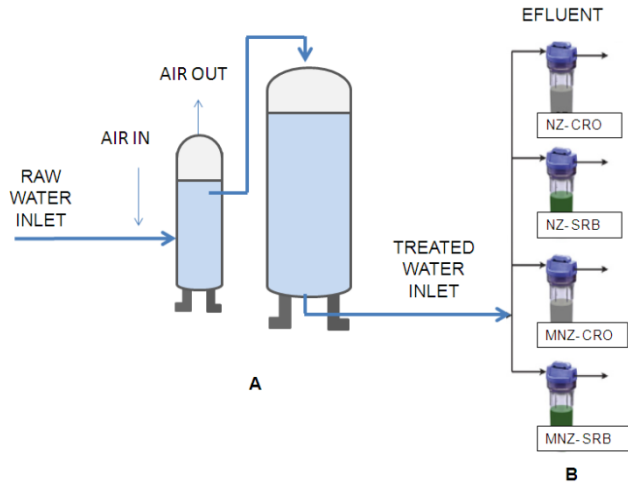 EFLUENT
AIR OUT
AIR IN
RAW
WATER
INLET
TREATED
WATER
INLET
NZ-CRO
NZ-SRB
MNZ-CRO
MNZ-SRB
A
B